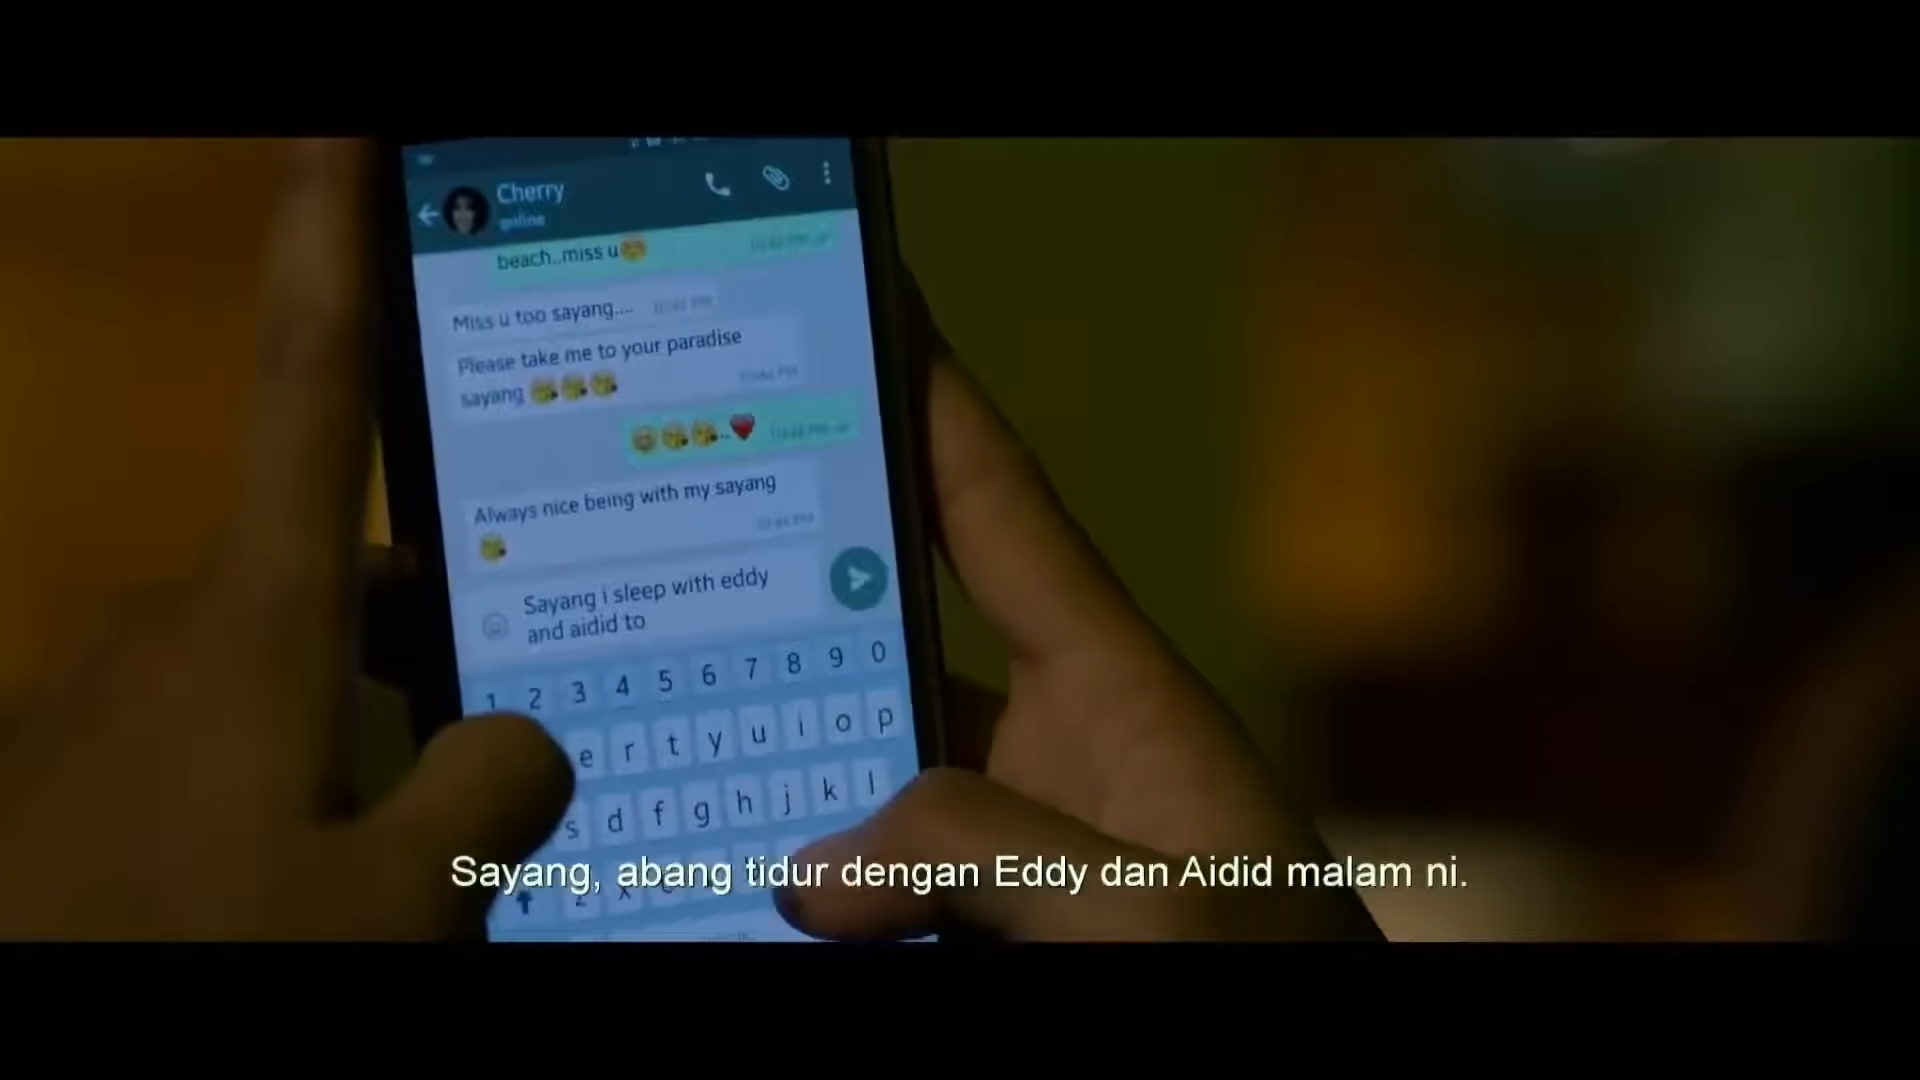 Cherry
online
beach..miss u
Miss u too sayang....
Please take me to your paradise
sayang
Always nice being with my sayang
Sayang i sleep with eddy
and aidid to
1 2 3 4 5 6 7 8 9 0
e r t y u i o p
s d f g h j k l
z x c
Sayang, abang tidur dengan Eddy dan Aidid malam ni.